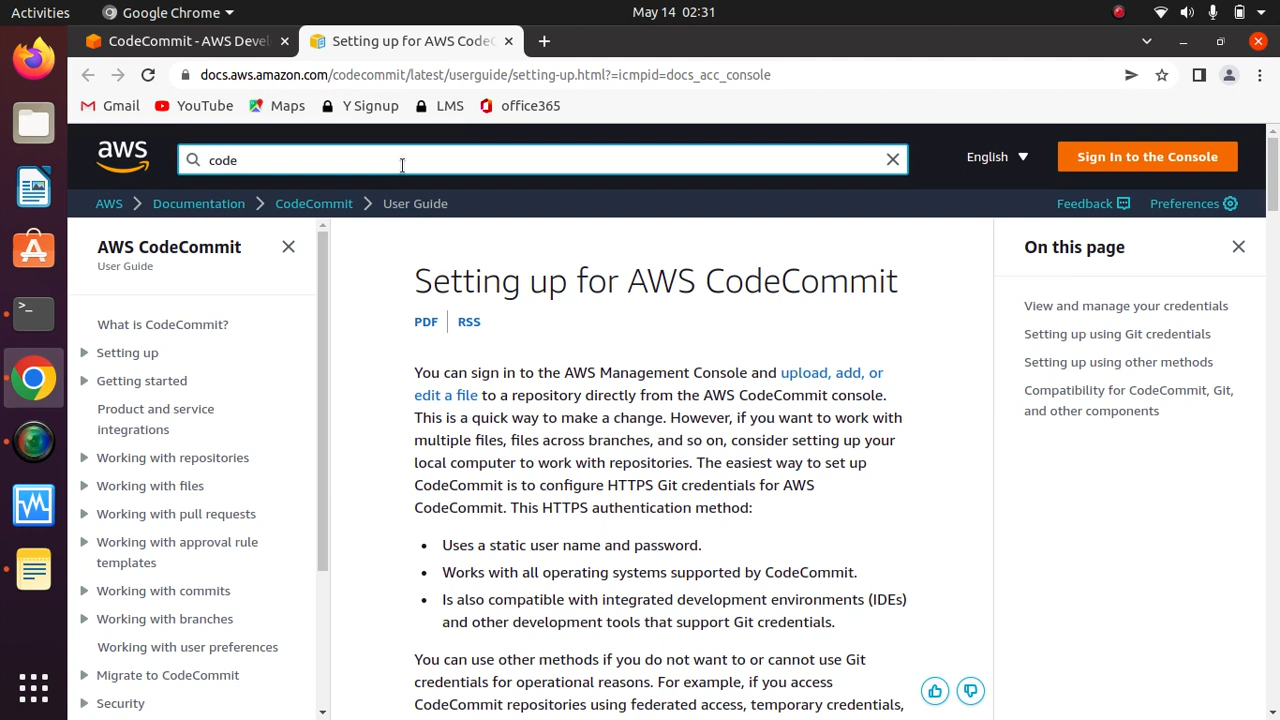 Activities
Google Chrome
May 14 02:31
CodeCommit - AWS Devel
Setting up for AWS CodeC
docs.aws.amazon.com/codecommit/latest/userguide/setting-up.html?=icmpid=docs_acc_console
Gmail
YouTube
Maps
Y Signup
LMS
office365
aws
code
English
Sign In to the Console
AWS
Documentation
CodeCommit
User Guide
Feedback
Preferences
AWS CodeCommit
User Guide
What is CodeCommit?
Setting up
Getting started
Product and service
integrations
Working with repositories
Working with files
Working with pull requests
Working with approval rule
templates
Working with commits
Working with branches
Working with user preferences
Migrate to CodeCommit
Security
Setting up for AWS CodeCommit
PDF
RSS
You can sign in to the AWS Management Console and upload, add, or
edit a file to a repository directly from the AWS CodeCommit console.
This is a quick way to make a change. However, if you want to work with
multiple files, files across branches, and so on, consider setting up your
local computer to work with repositories. The easiest way to set up
CodeCommit is to configure HTTPS Git credentials for AWS
CodeCommit. This HTTPS authentication method:
• Uses a static user name and password.
• Works with all operating systems supported by CodeCommit.
• Is also compatible with integrated development environments (IDEs)
and other development tools that support Git credentials.
You can use other methods if you do not want to or cannot use Git
credentials for operational reasons. For example, if you access
CodeCommit repositories using federated access, temporary credentials,
On this page
View and manage your credentials
Setting up using Git credentials
Setting up using other methods
Compatibility for CodeCommit, Git,
and other components